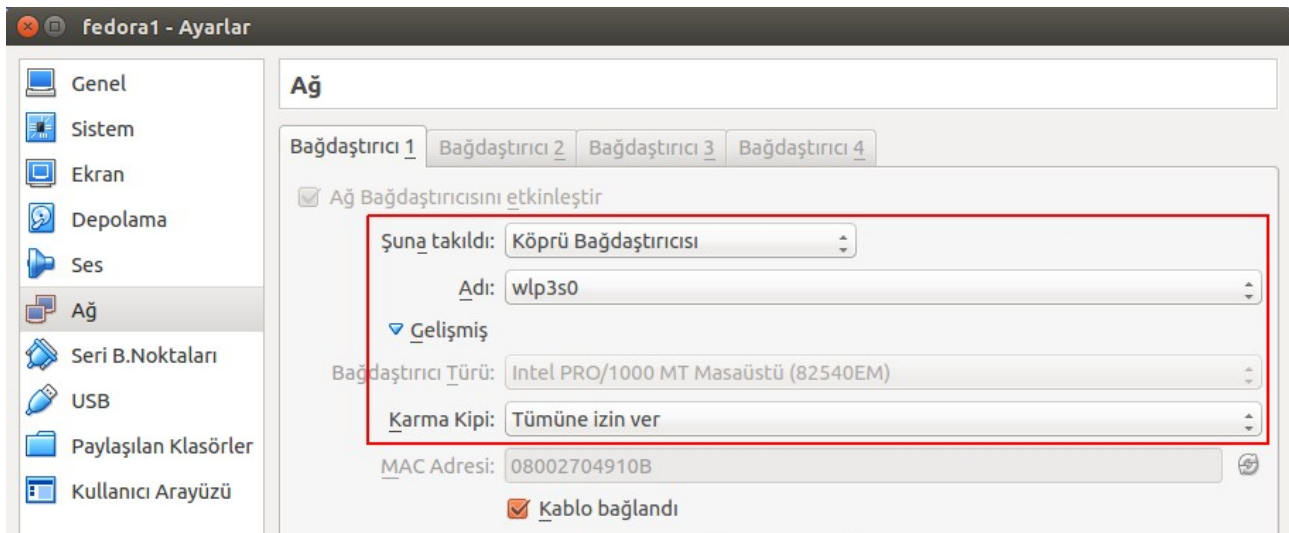 fedora1 - Ayarlar
Genel
Sistem
Ekran
Depolama
Ses
Ağ
Seri B.Noktaları
USB
Paylaşılan Klasörler
Kullanıcı Arayüzü
Ağ
Bağdaştırıcı 1 Bağdaştırıcı 2 Bağdaştırıcı 3 Bağdaştırıcı 4
Ağ Bağdaştırıcısını etkinleştir
Şuna takıldı: Köprü Bağdaştırıcısı
Adı: wlp3s0
Gelişmiş
Bağdaştırıcı Türü: Intel PRO/1000 MT Masaüstü (82540EM)
Karma Kipi: Tümüne izin ver
MAC Adresi: 08002704910B
Kablo bağlandı